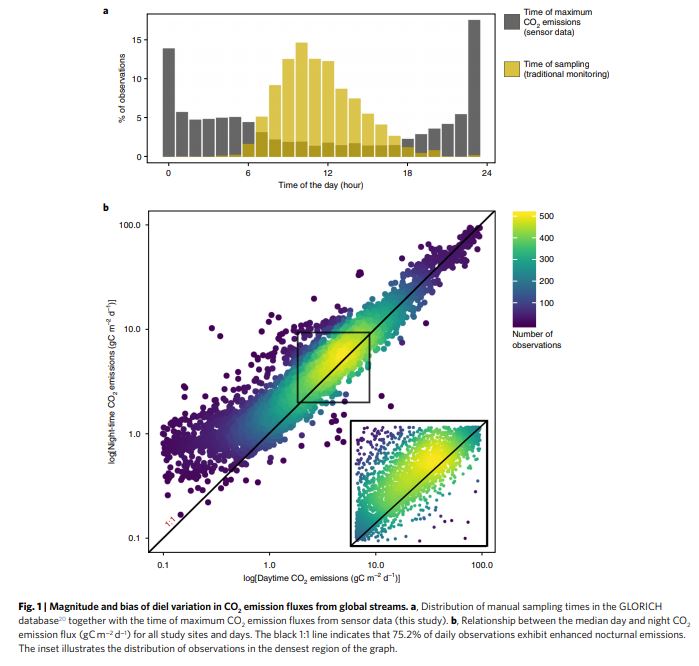 a
Time of maximum
CO2 emissions
(sensor data)
Time of sampling
(traditional monitoring)
% of observations
15
10
5
0
0
6
12
18
24
Time of the day (hour)
b
log[Night-time CO2 emissions (gC m−2 d−1)]
100.0
10.0
1.0
0.1
1:1
0.1
1.0
10.0
100.0
log[Daytime CO2 emissions (gC m−2 d−1)]
500
400
300
200
100
Number of
observations
Fig. 1 | Magnitude and bias of diel variation in CO2 emission fluxes from global streams. a, Distribution of manual sampling times in the GLORICH
database20 together with the time of maximum CO2 emission fluxes from sensor data (this study). b, Relationship between the median day and night CO2
emission flux (gC m−2 d−1) for all study sites and days. The black 1:1 line indicates that 75.2% of daily observations exhibit enhanced nocturnal emissions.
The inset illustrates the distribution of observations in the densest region of the graph.